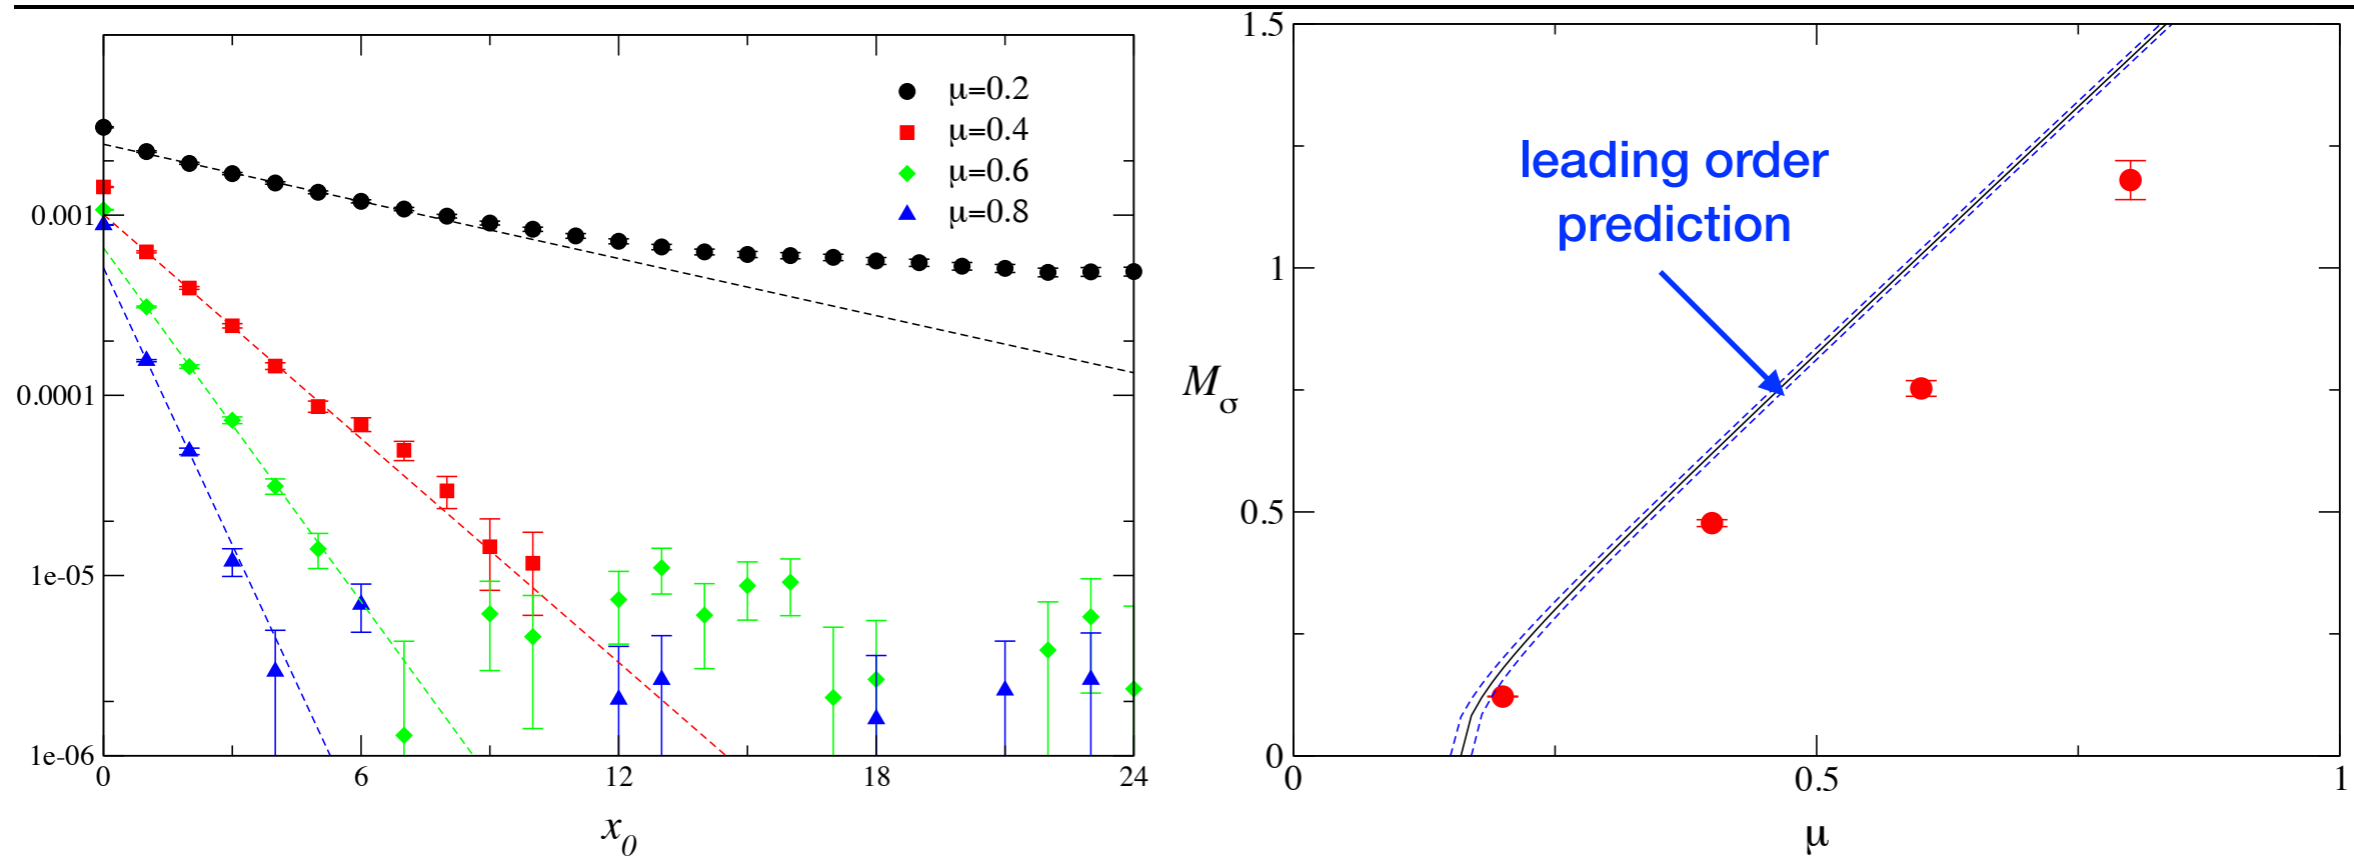 μ=0.2
μ=0.4
μ=0.6
μ=0.8
0.001
0.0001
1e-05
1e-06
0 6 12 18 24
x0
1.5
1
0.5
0
Mσ
leading order
prediction
0 0.5 1
μ